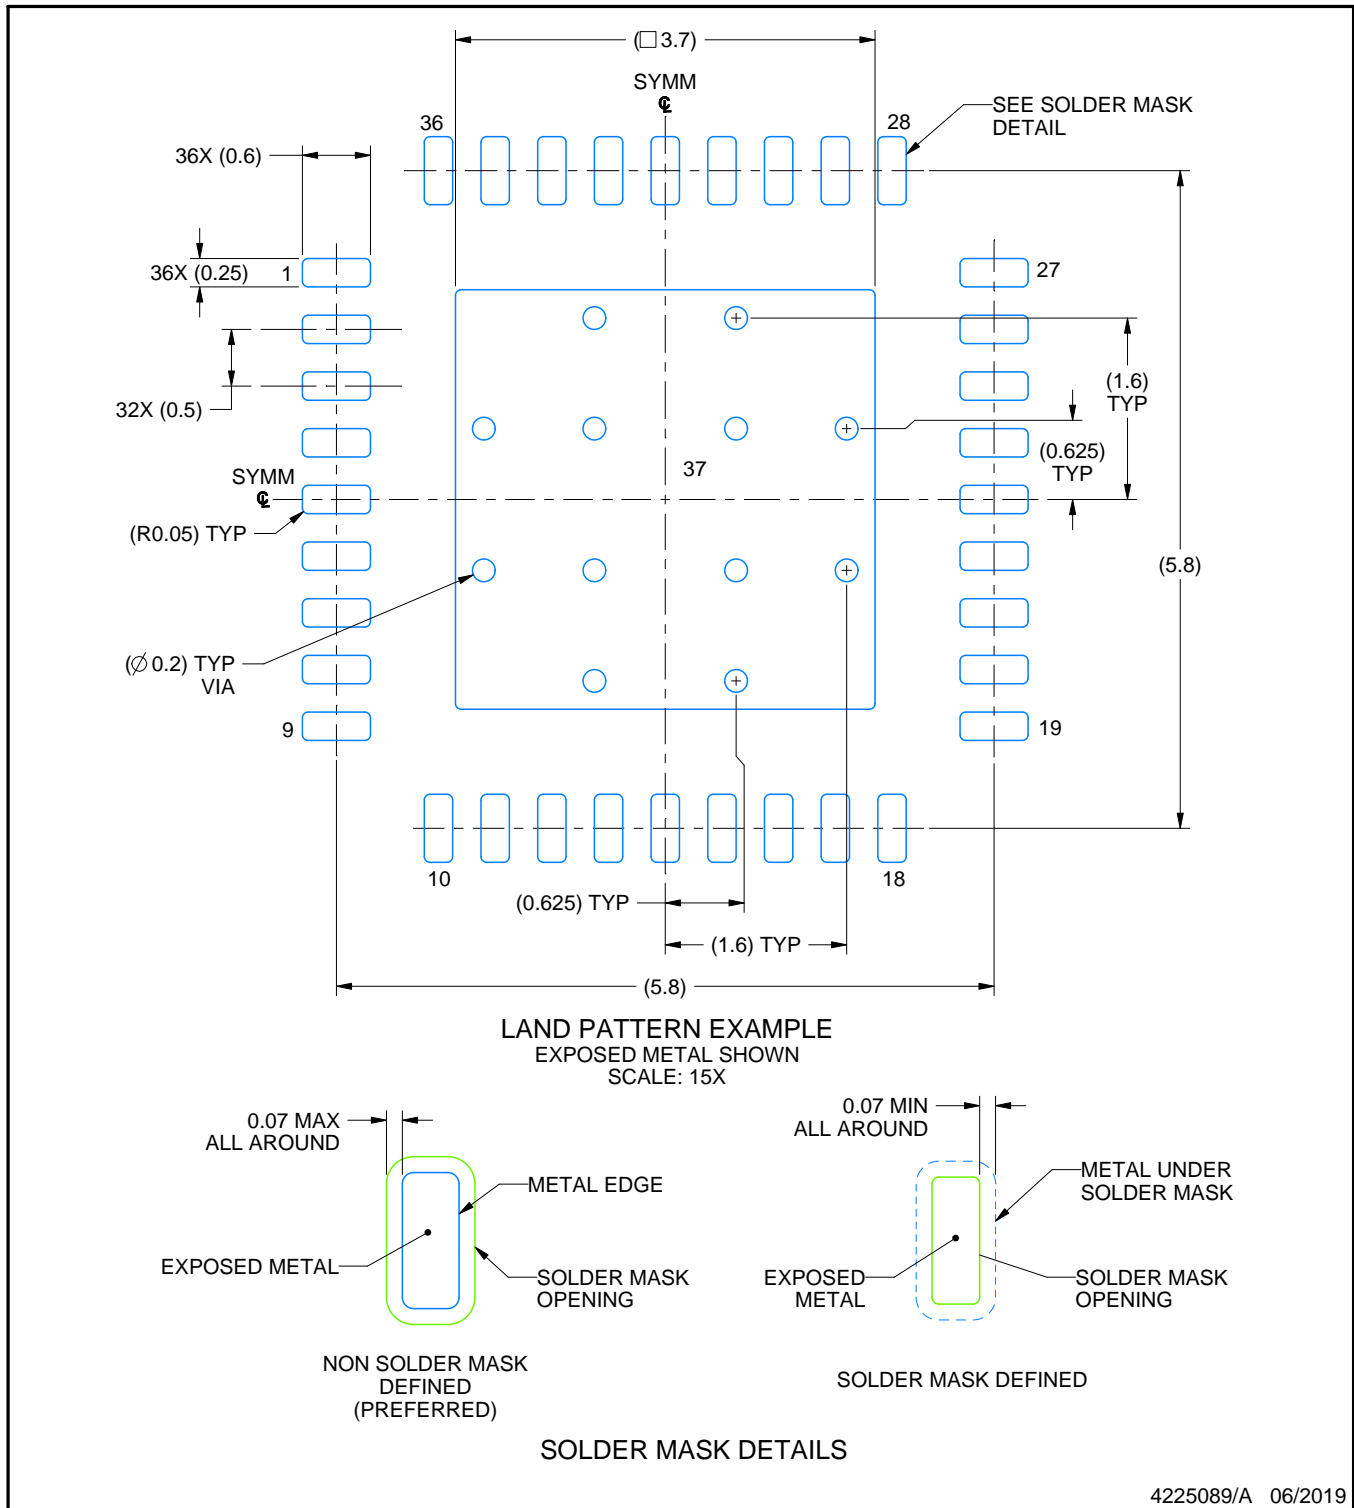 (□3.7)
SYMM
℄
SEE SOLDER MASK
DETAIL
36
28
36X (0.6)
36X (0.25)
1
27
32X (0.5)
(1.6)
TYP
(0.625)
TYP
37
SYMM
℄
(R0.05) TYP
(5.8)
(∅0.2) TYP
VIA
9
19
10
18
(0.625) TYP
(1.6) TYP
(5.8)
LAND PATTERN EXAMPLE
EXPOSED METAL SHOWN
SCALE: 15X
0.07 MAX
ALL AROUND
METAL EDGE
EXPOSED METAL
SOLDER MASK
OPENING
NON SOLDER MASK
DEFINED
(PREFERRED)
0.07 MIN
ALL AROUND
METAL UNDER
SOLDER MASK
EXPOSED
METAL
SOLDER MASK
OPENING
SOLDER MASK DEFINED
SOLDER MASK DETAILS
4225089/A 06/2019